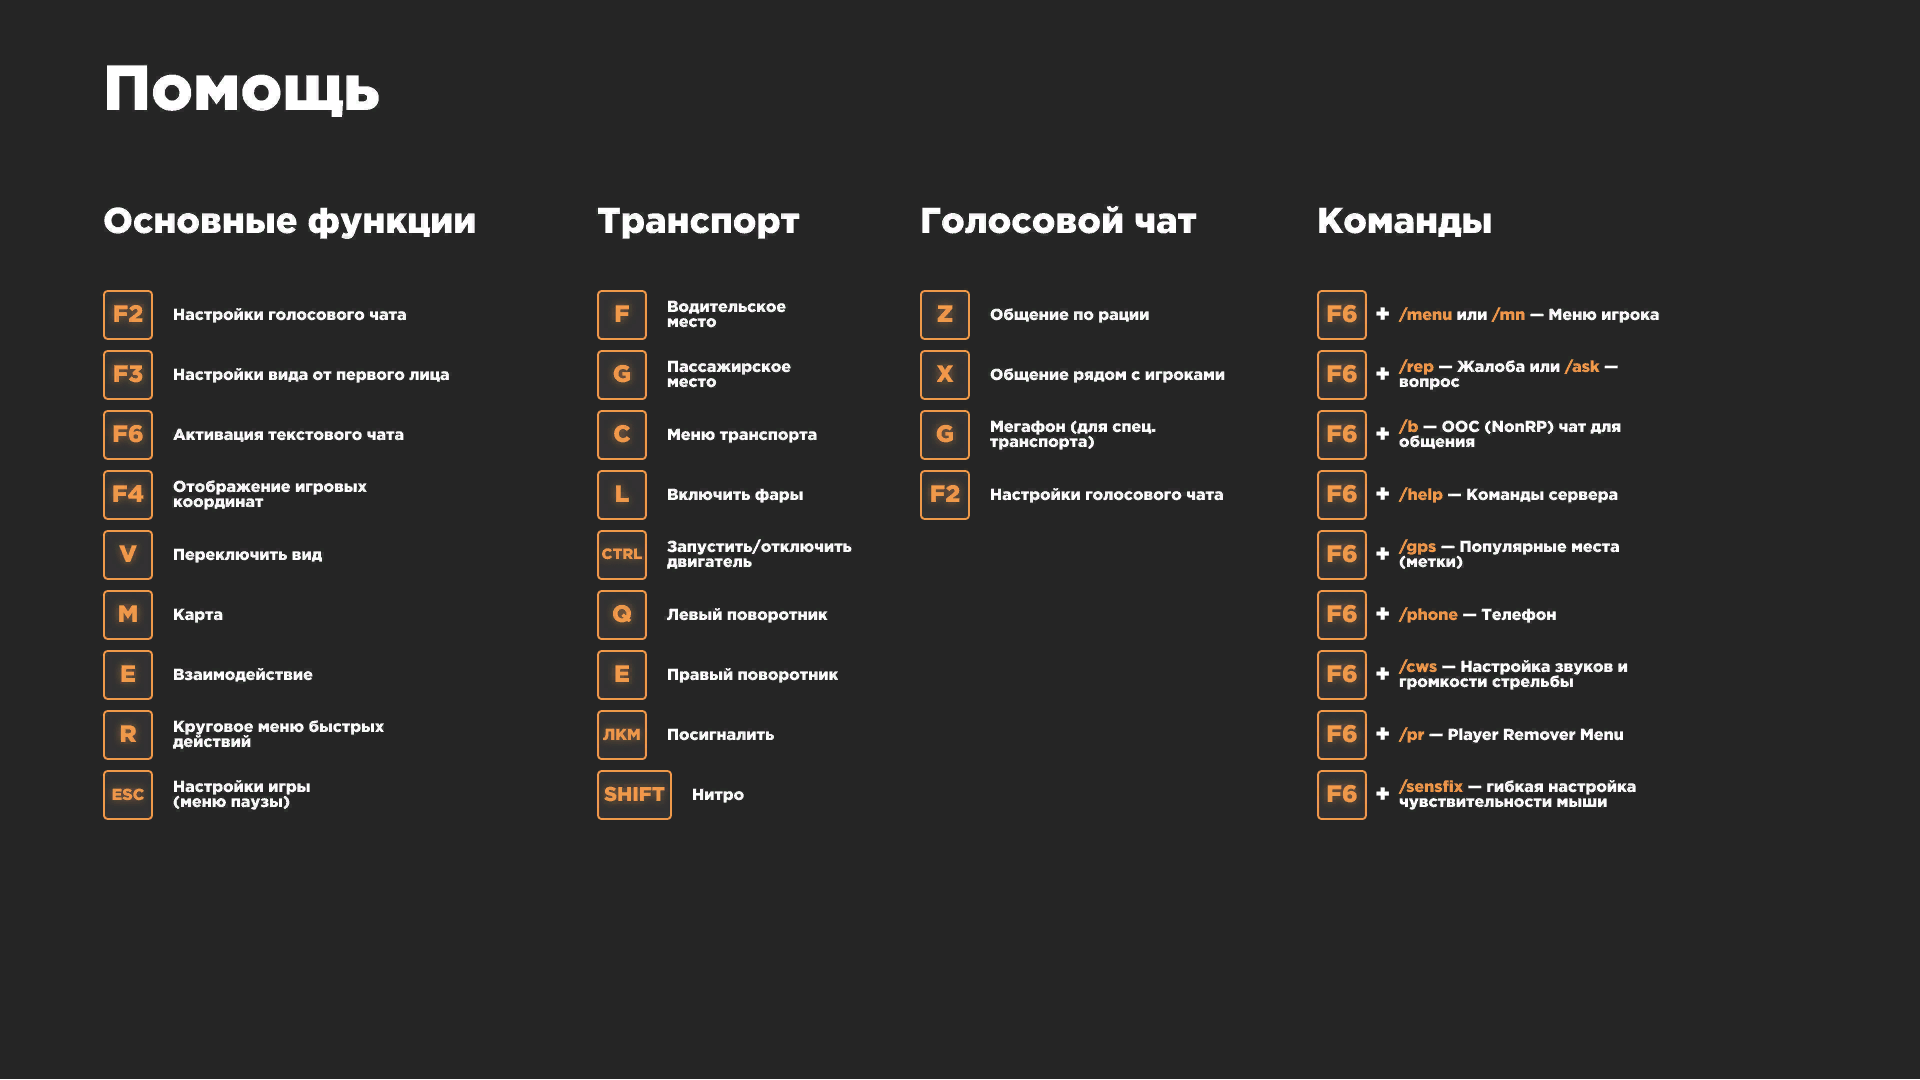 Помощь
Основные функции
F2 Настройки голосового чата
F3 Настройки вида от первого лица
F6 Активация текстового чата
F4 Отображение игровых
координат
V Переключить вид
M Карта
E Взаимодействие
R Круговое меню быстрых
действий
ESC Настройки игры
(меню паузы)
Транспорт
F Водительское
место
G Пассажирское
место
C Меню транспорта
L Включить фары
CTRL Запустить/отключить
двигатель
Q Левый поворотник
E Правый поворотник
ЛКМ Посигналить
SHIFT Нитро
Голосовой чат
Z Общение по рации
X Общение рядом с игроками
G Мегафон (для спец.
транспорта)
F2 Настройки голосового чата
Команды
F6 + /menu или /mn — Меню игрока
F6 + /rep — Жалоба или /ask —
вопрос
F6 + /b — OOC (NonRP) чат для
общения
F6 + /help — Команды сервера
F6 + /gps — Популярные места
(метки)
F6 + /phone — Телефон
F6 + /cws — Настройка звуков и
громкости стрельбы
F6 + /pr — Player Remover Menu
F6 + /sensfix — гибкая настройка
чувствительности мыши